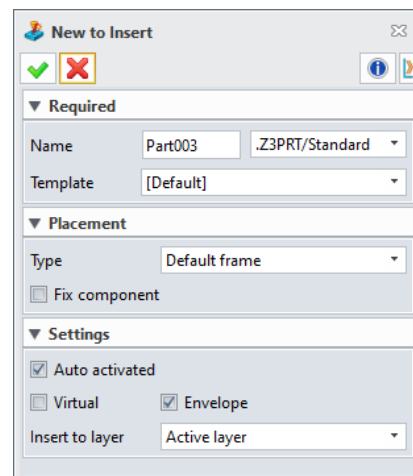 New to Insert
Required
Name Part003 .Z3PRT/Standard
Template [Default]
Placement
Type Default frame
Fix component
Settings
Auto activated
Virtual Envelope
Insert to layer Active layer